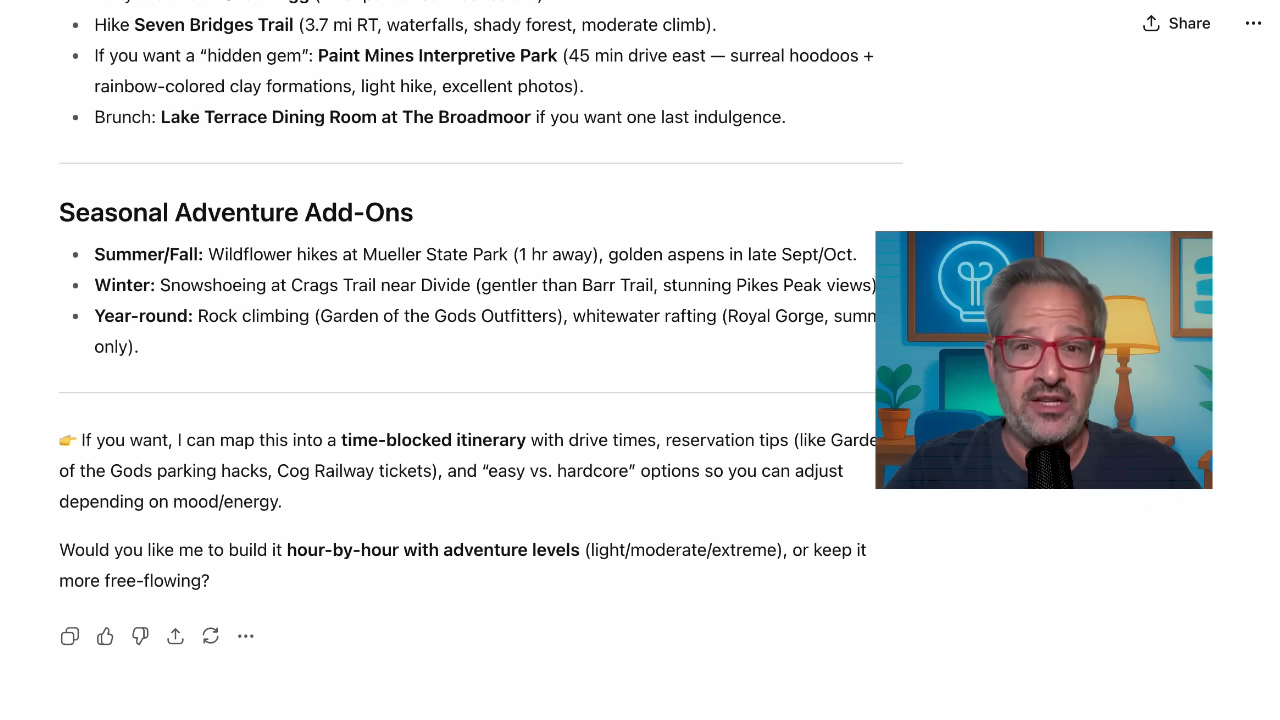 Hike Seven Bridges Trail (3.7 mi RT, waterfalls, shady forest, moderate climb).
Share
If you want a “hidden gem”: Paint Mines Interpretive Park (45 min drive east — surreal hoodoos +
rainbow-colored clay formations, light hike, excellent photos).
Brunch: Lake Terrace Dining Room at The Broadmoor if you want one last indulgence.
Seasonal Adventure Add-Ons
Summer/Fall: Wildflower hikes at Mueller State Park (1 hr away), golden aspens in late Sept/Oct.
Winter: Snowshoeing at Crags Trail near Divide (gentler than Barr Trail, stunning Pikes Peak views)
Year-round: Rock climbing (Garden of the Gods Outfitters), whitewater rafting (Royal Gorge, summ
only).
👉 If you want, I can map this into a time-blocked itinerary with drive times, reservation tips (like Garde
of the Gods parking hacks, Cog Railway tickets), and “easy vs. hardcore” options so you can adjust
depending on mood/energy.
Would you like me to build it hour-by-hour with adventure levels (light/moderate/extreme), or keep it
more free-flowing?